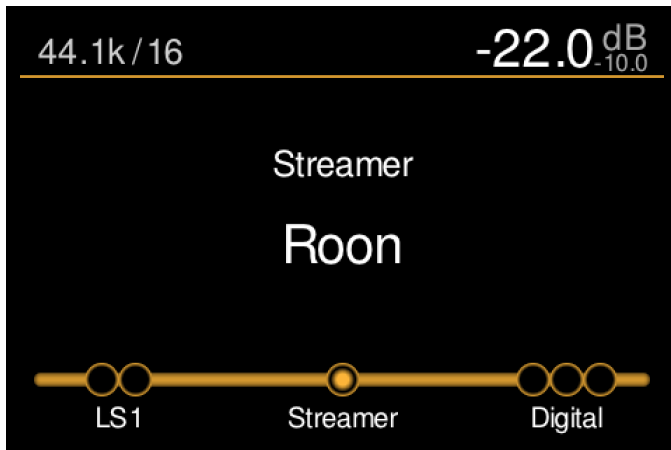 44.1k/16
-22.0 dB
-10.0
Streamer
Roon
LS1 Streamer Digital